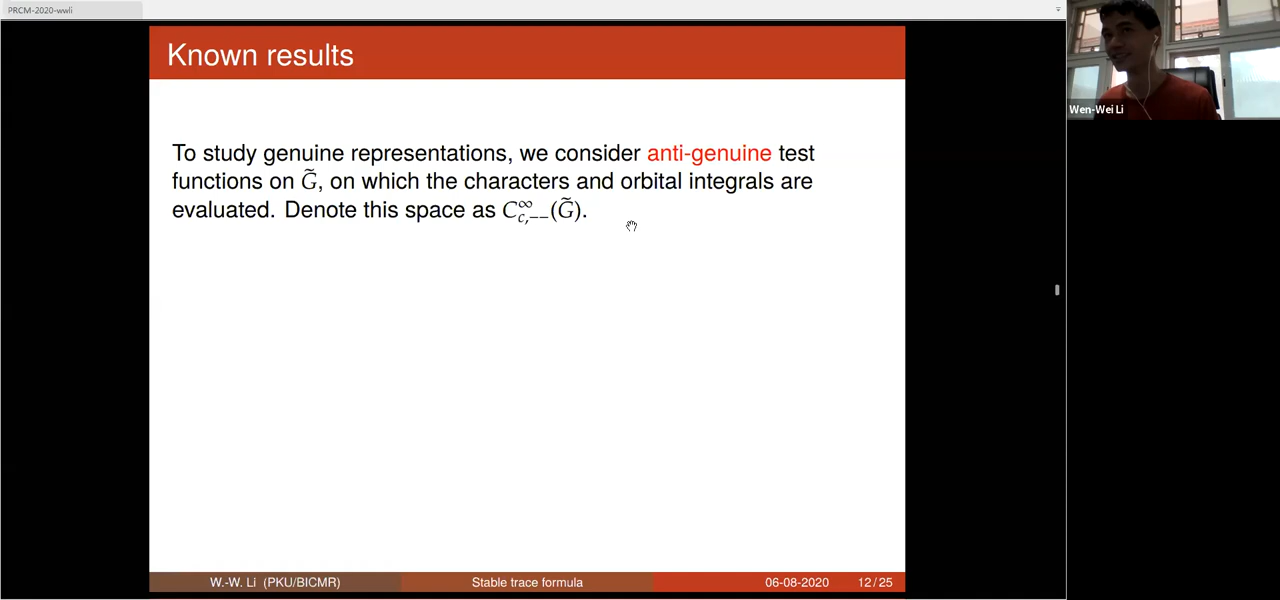 PRCM-2020-wwli
Known results
To study genuine representations, we consider anti-genuine test
functions on G̃, on which the characters and orbital integrals are
evaluated. Denote this space as C^∞_{c,−−}(G̃).
W.-W. Li (PKU/BICMR) Stable trace formula 06-08-2020 12/25
Wen-Wei Li